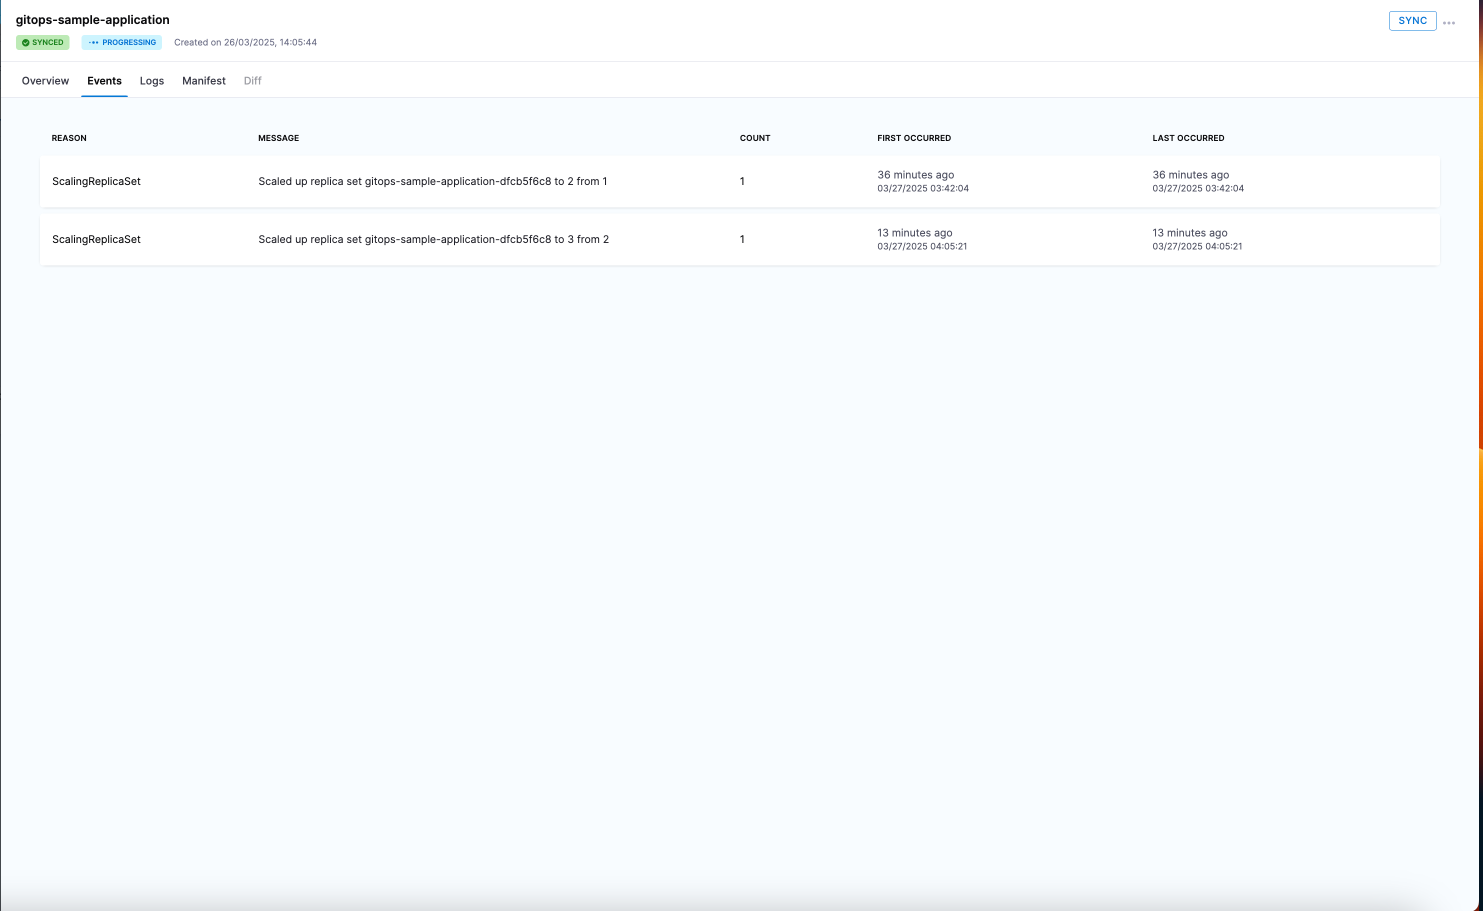 gitops-sample-application
SYNC
SYNCED PROGRESSING Created on 26/03/2025, 14:05:44
Overview Events Logs Manifest Diff
REASON MESSAGE COUNT FIRST OCCURRED LAST OCCURRED
ScalingReplicaSet Scaled up replica set gitops-sample-application-dfcb5f6c8 to 2 from 1 1 36 minutes ago 36 minutes ago
03/27/2025 03:42:04 03/27/2025 03:42:04
ScalingReplicaSet Scaled up replica set gitops-sample-application-dfcb5f6c8 to 3 from 2 1 13 minutes ago 13 minutes ago
03/27/2025 04:05:21 03/27/2025 04:05:21